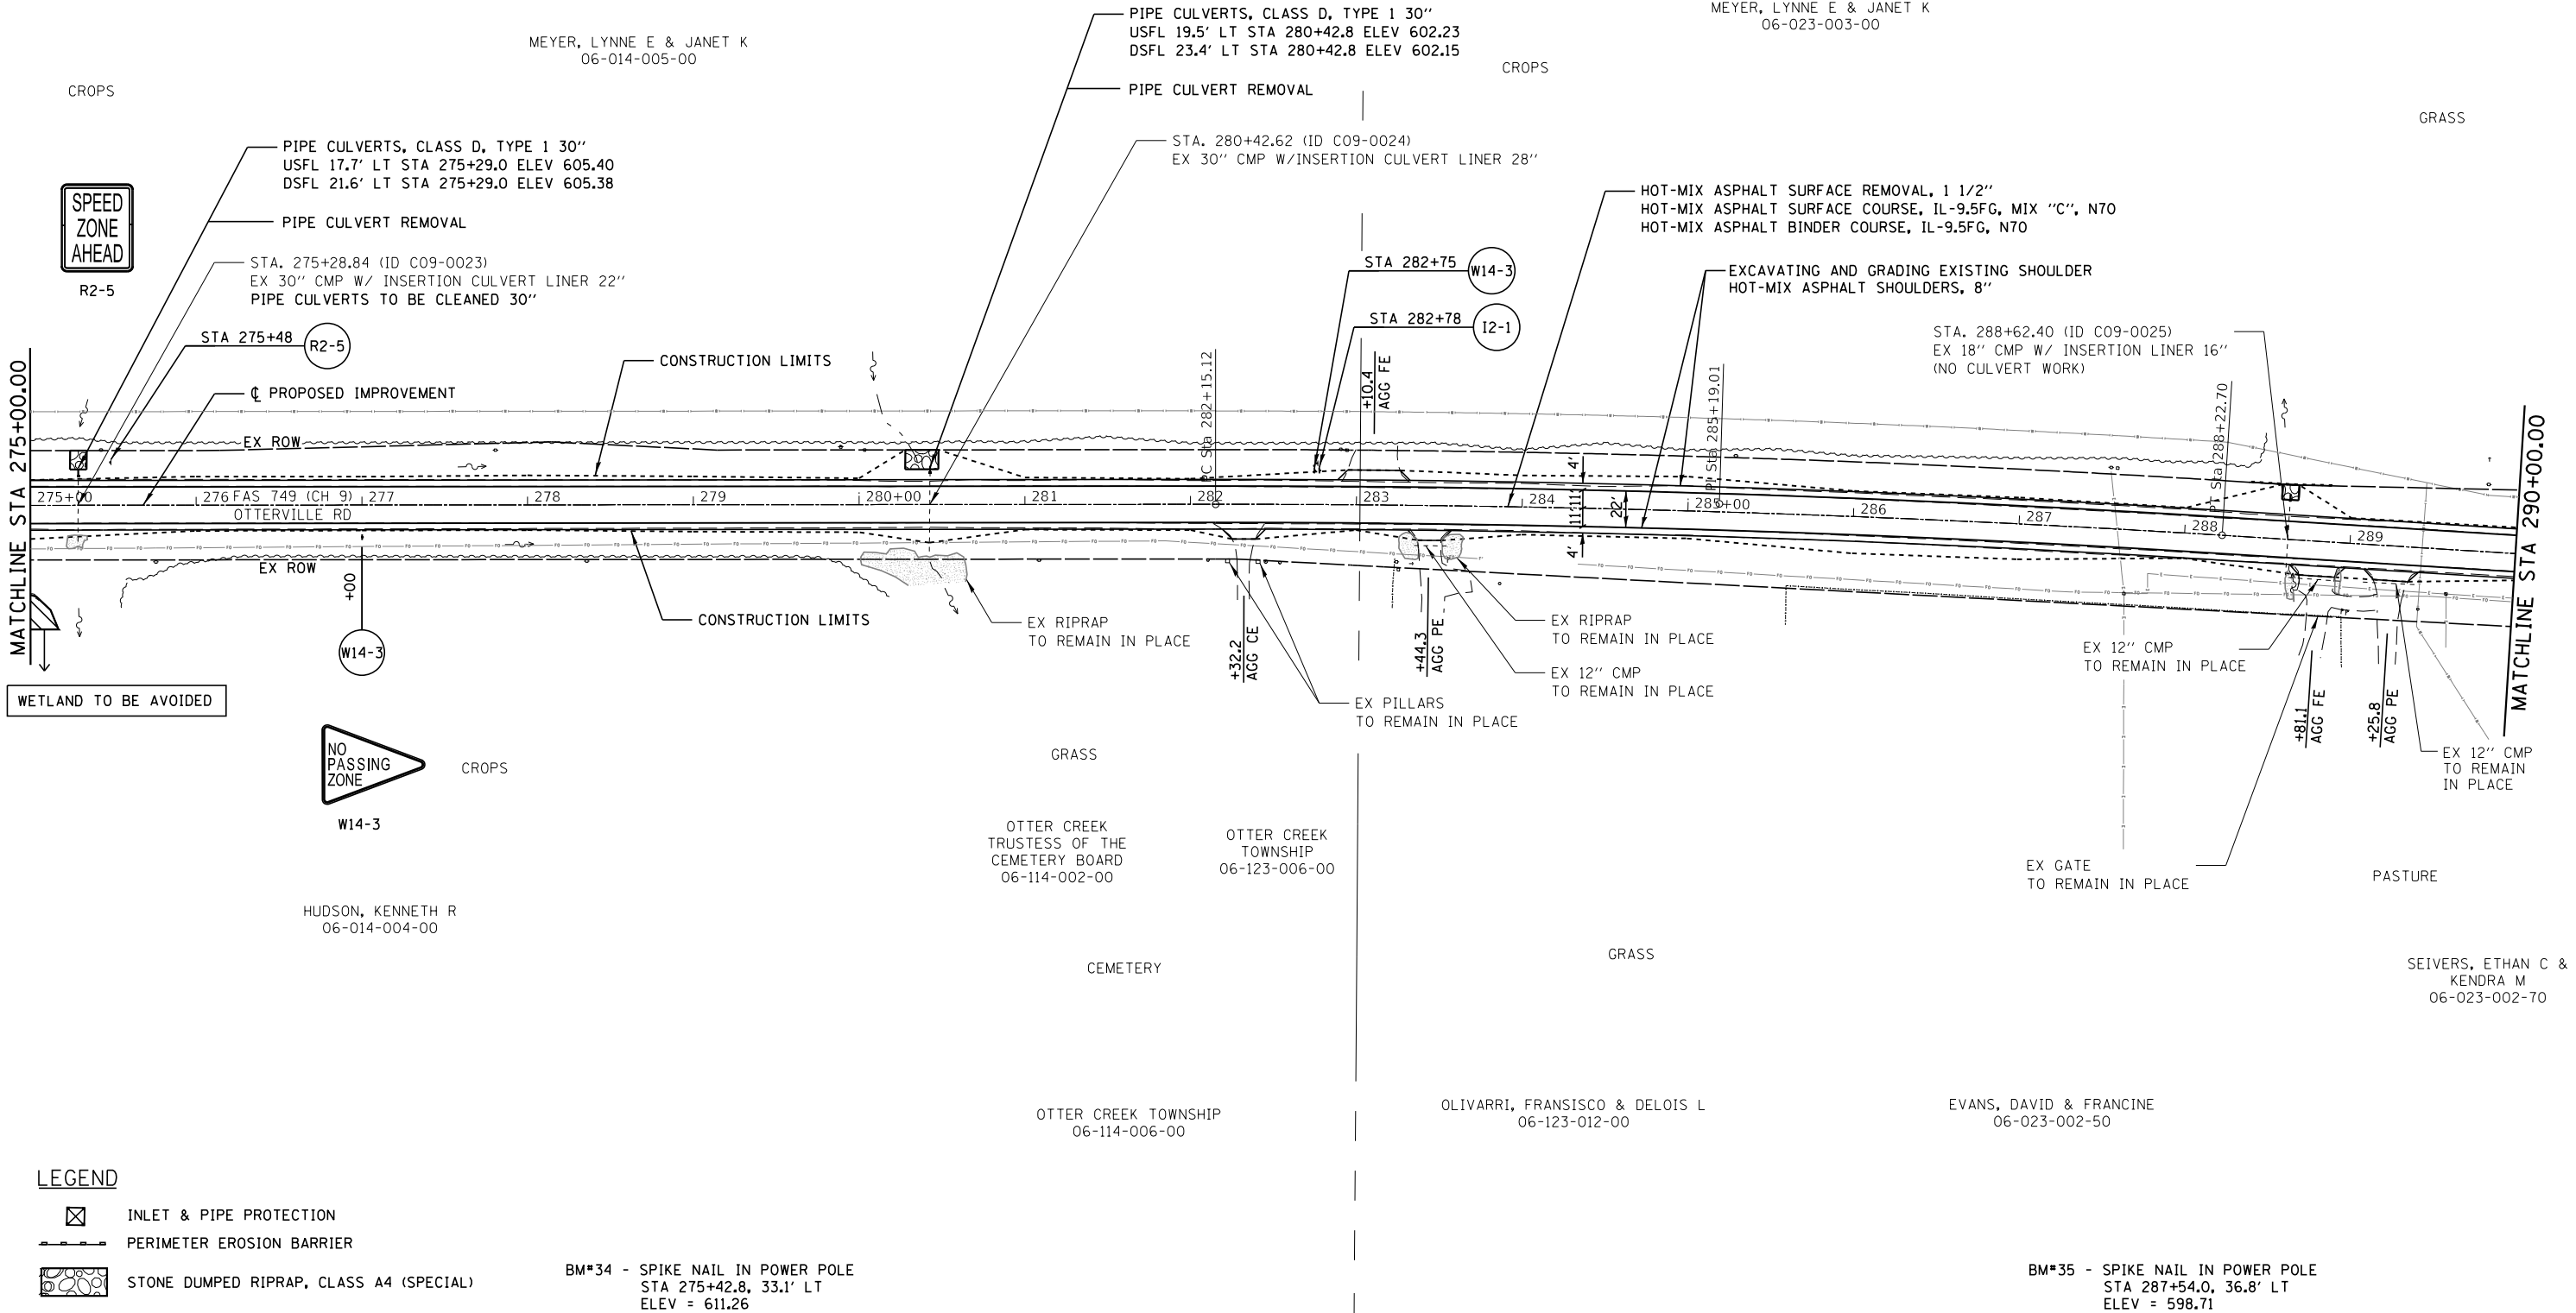 MEYER, LYNNE E & JANET K
06-014-005-00
CROPS
PIPE CULVERTS, CLASS D, TYPE 1 30"
USFL 19.5' LT STA 280+42.8 ELEV 602.23
DSFL 23.4' LT STA 280+42.8 ELEV 602.15
PIPE CULVERT REMOVAL
STA. 280+42.62 (ID C09-0024)
EX 30" CMP W/INSERTION CULVERT LINER 28"
MEYER, LYNNE E & JANET K
06-023-003-00
CROPS
GRASS
PIPE CULVERTS, CLASS D, TYPE 1 30"
USFL 17.7' LT STA 275+29.0 ELEV 605.40
DSFL 21.6' LT STA 275+29.0 ELEV 605.38
PIPE CULVERT REMOVAL
SPEED
ZONE
AHEAD
R2-5
STA. 275+28.84 (ID C09-0023)
EX 30" CMP W/ INSERTION CULVERT LINER 22"
PIPE CULVERTS TO BE CLEANED 30"
STA 275+48
R2-5
CONSTRUCTION LIMITS
℄ PROPOSED IMPROVEMENT
HOT-MIX ASPHALT SURFACE REMOVAL, 1 1/2"
HOT-MIX ASPHALT SURFACE COURSE, IL-9.5FG, MIX "C", N70
HOT-MIX ASPHALT BINDER COURSE, IL-9.5FG, N70
STA 282+75
W14-3
STA 282+78
I2-1
EXCAVATING AND GRADING EXISTING SHOULDER
HOT-MIX ASPHALT SHOULDERS, 8"
STA. 288+62.40 (ID C09-0025)
EX 18" CMP W/ INSERTION LINER 16"
(NO CULVERT WORK)
MATCHLINE STA 275+00.00
PC Sta 282+15.12
+10.4
AGG FE
PI Sta 285+19.01
PT Sta 288+22.70
MATCHLINE STA 290+00.00
EX ROW
275+00
276
FAS 749 (CH 9)
277
278
279
280+00
281
282
283
284
285+00
286
287
288
289
OTTERVILLE RD
4'
11'
11'
22'
4'
EX ROW
+00
W14-3
CONSTRUCTION LIMITS
EX RIPRAP
TO REMAIN IN PLACE
+32.2
AGG CE
EX PILLARS
TO REMAIN IN PLACE
+44.3
AGG PE
EX RIPRAP
TO REMAIN IN PLACE
EX 12" CMP
TO REMAIN IN PLACE
EX 12" CMP
TO REMAIN IN PLACE
+81.1
AGG FE
+25.8
AGG PE
EX 12" CMP
TO REMAIN
IN PLACE
WETLAND TO BE AVOIDED
NO
PASSING
ZONE
W14-3
CROPS
GRASS
OTTER CREEK
TRUSTESS OF THE
CEMETERY BOARD
06-114-002-00
OTTER CREEK
TOWNSHIP
06-123-006-00
EX GATE
TO REMAIN IN PLACE
PASTURE
HUDSON, KENNETH R
06-014-004-00
CEMETERY
GRASS
SEIVERS, ETHAN C &
KENDRA M
06-023-002-70
OTTER CREEK TOWNSHIP
06-114-006-00
OLIVARRI, FRANSISCO & DELOIS L
06-123-012-00
EVANS, DAVID & FRANCINE
06-023-002-50
LEGEND
INLET & PIPE PROTECTION
PERIMETER EROSION BARRIER
STONE DUMPED RIPRAP, CLASS A4 (SPECIAL)
BM#34 - SPIKE NAIL IN POWER POLE
STA 275+42.8, 33.1' LT
ELEV = 611.26
BM#35 - SPIKE NAIL IN POWER POLE
STA 287+54.0, 36.8' LT
ELEV = 598.71